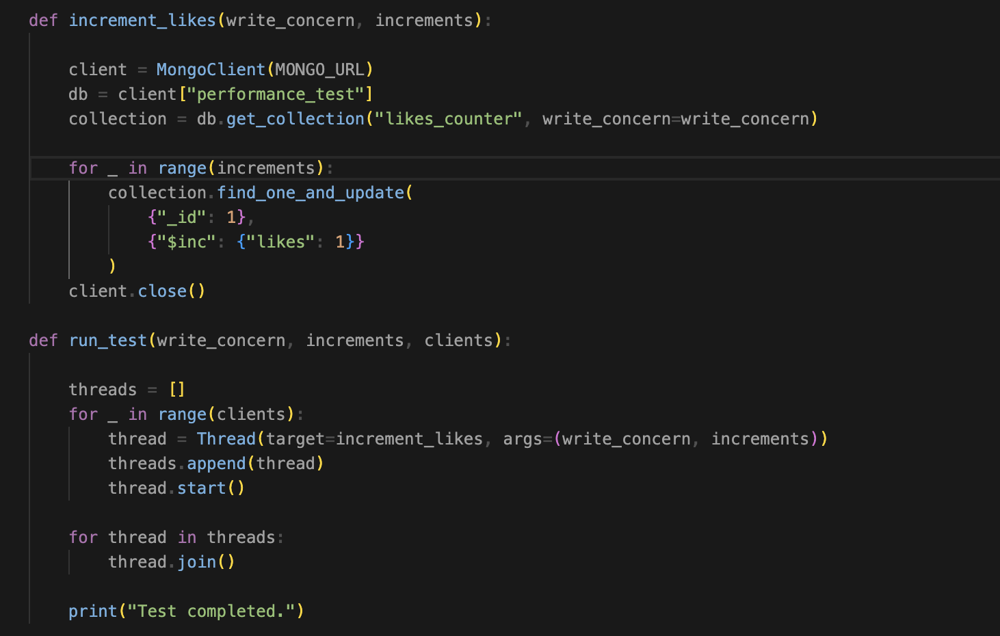 def increment_likes(write_concern, increments):
client = MongoClient(MONGO_URL)
db = client["performance_test"]
collection = db.get_collection("likes_counter", write_concern=write_concern)
for _ in range(increments):
collection.find_one_and_update(
{"_id": 1},
{"$inc": {"likes": 1}}
)
client.close()
def run_test(write_concern, increments, clients):
threads = []
for _ in range(clients):
thread = Thread(target=increment_likes, args=(write_concern, increments))
threads.append(thread)
thread.start()
for thread in threads:
thread.join()
print("Test completed.")